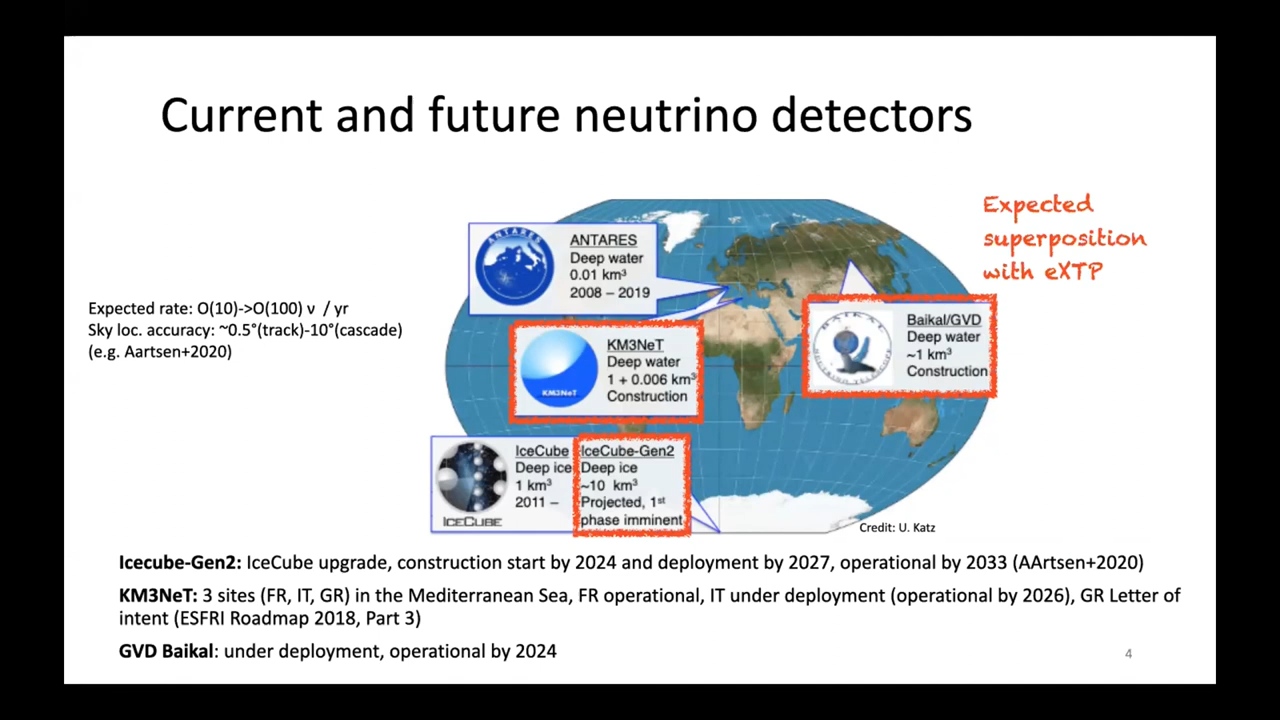 Current and future neutrino detectors
Expected
superposition
with eXTP
ANTARES
ANTARES
Deep water
0.01 km³
2008 – 2019
Expected rate: O(10)->O(100) ν / yr
Sky loc. accuracy: ~0.5°(track)-10°(cascade)
(e.g. Aartsen+2020)
KM3NeT
KM3NeT
Deep water
1 + 0.006 km³
Construction
BAIKAL
Baikal/GVD
Deep water
~1 km³
Construction
ICECUBE
IceCube
Deep ice
1 km³
2011 –
IceCube-Gen2
Deep ice
~10 km³
Projected, 1st
phase imminent
Credit: U. Katz
Icecube-Gen2: IceCube upgrade, construction start by 2024 and deployment by 2027, operational by 2033 (AArtsen+2020)
KM3NeT: 3 sites (FR, IT, GR) in the Mediterranean Sea, FR operational, IT under deployment (operational by 2026), GR Letter of
intent (ESFRI Roadmap 2018, Part 3)
GVD Baikal: under deployment, operational by 2024
4